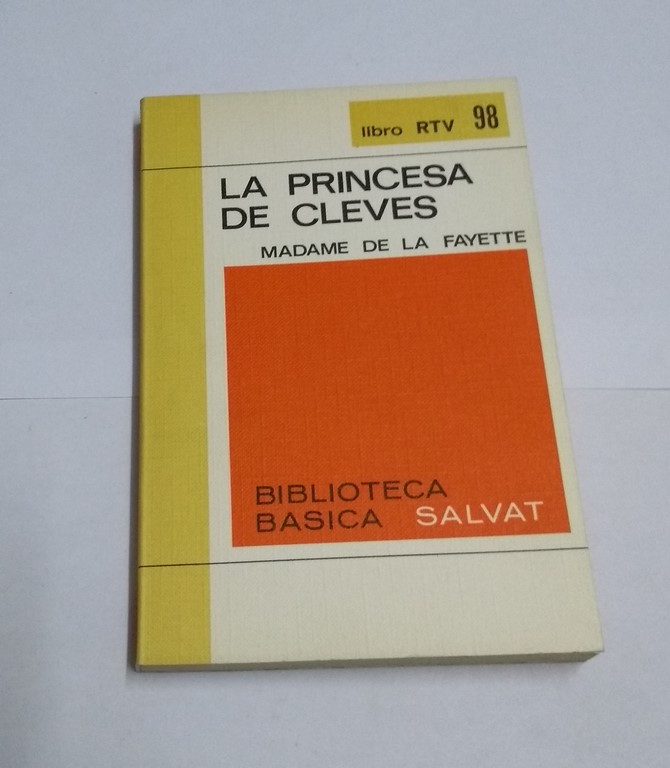 libro RTV 98
LA PRINCESA
DE CLEVES
MADAME DE LA FAYETTE
BIBLIOTECA
BASICA SALVAT